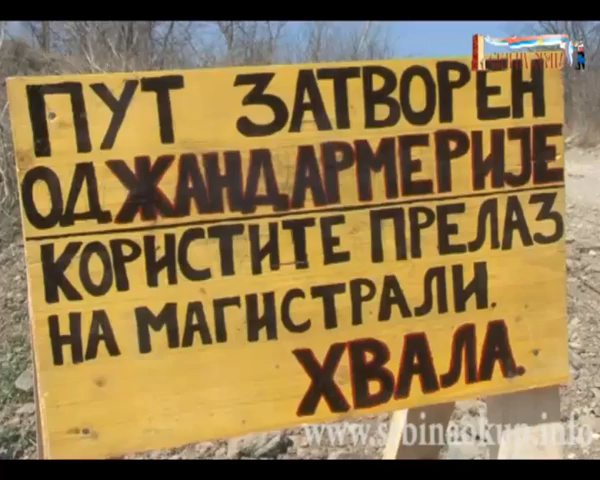 ПУТ ЗАТВОРЕН
ОД ЖАНДАРМЕРИЈЕ
КОРИСТИТЕ ПРЕЛАЗ
НА МАГИСТРАЛИ.
ХВАЛА.
www.srbinaokup.info